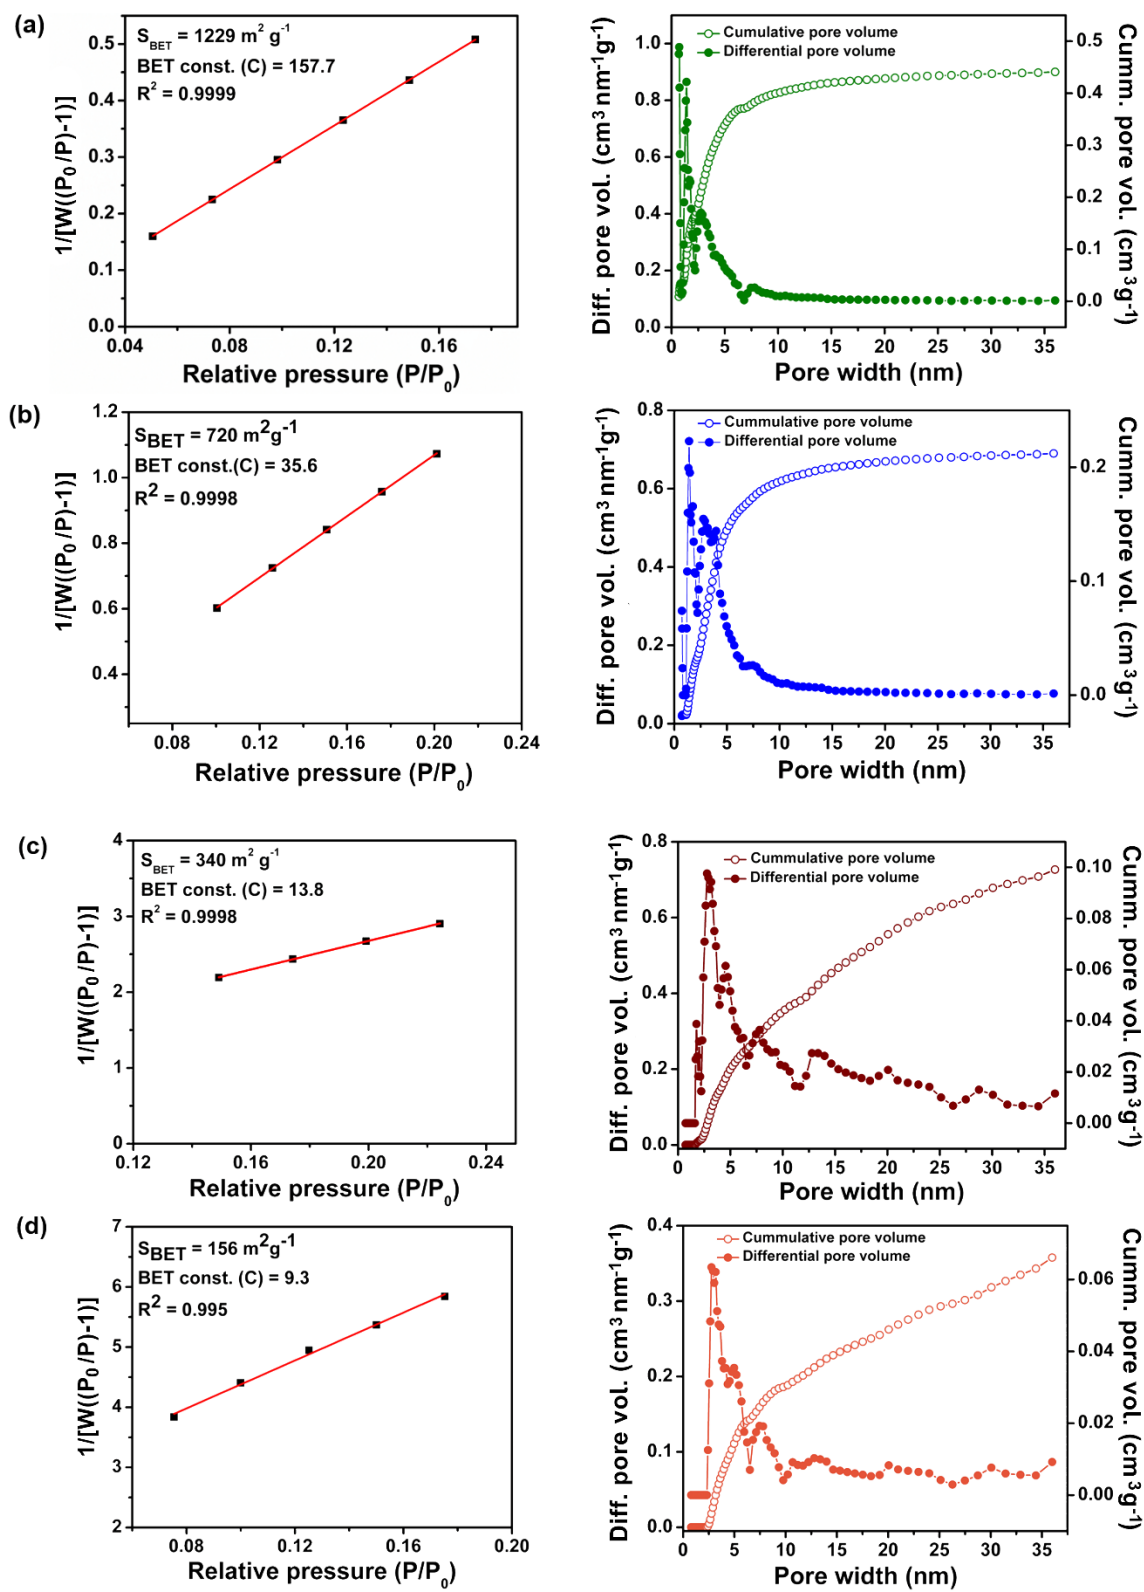 (a)
S_BET = 1229 m² g⁻¹
BET const. (C) = 157.7
R² = 0.9999
1/[W((P₀/P)-1)]
0.5
0.4
0.3
0.2
0.1
0.0
0.04 0.08 0.12 0.16
Relative pressure (P/P₀)
Cumulative pore volume
Differential pore volume
Diff. pore vol. (cm³ nm-1g-1)
1.0
0.8
0.6
0.4
0.2
0.0
Cumm. pore vol. (cm³g-1)
0.5
0.4
0.3
0.2
0.1
0.0
0 5 10 15 20 25 30 35
Pore width (nm)
(b)
S_BET = 720 m²g-1
BET const.(C) = 35.6
R² = 0.9998
1/[W((P₀/P)-1)]
1.2
1.0
0.8
0.6
0.4
0.08 0.12 0.16 0.20 0.24
Relative pressure (P/P₀)
Cummulative pore volume
Differential pore volume
Diff. pore vol. (cm³ nm-1g-1)
0.8
0.6
0.4
0.2
0.0
Cumm. pore vol. (cm³g-1)
0.2
0.1
0.0
0 5 10 15 20 25 30 35
Pore width (nm)
(c)
S_BET = 340 m² g⁻¹
BET const. (C) = 13.8
R² = 0.9998
1/[W((P₀/P)-1)]
4
3
2
1
0
0.12 0.16 0.20 0.24
Relative pressure (P/P₀)
Cummulative pore volume
Differential pore volume
Diff. pore vol. (cm³ nm-1g-1)
0.8
0.6
0.4
0.2
0.0
Cumm. pore vol. (cm³g-1)
0.10
0.08
0.06
0.04
0.02
0.00
0 5 10 15 20 25 30 35
Pore width (nm)
(d)
S_BET = 156 m²g-1
BET const. (C) = 9.3
R² = 0.995
1/[W((P₀/P)-1)]
7
6
5
4
3
2
0.08 0.12 0.16 0.20
Relative pressure (P/P₀)
Cummulative pore volume
Differential pore volume
Diff. pore vol. (cm³ nm-1g-1)
0.4
0.3
0.2
0.1
0.0
Cumm. pore vol. (cm³g-1)
0.06
0.04
0.02
0.00
0 5 10 15 20 25 30 35
Pore width (nm)